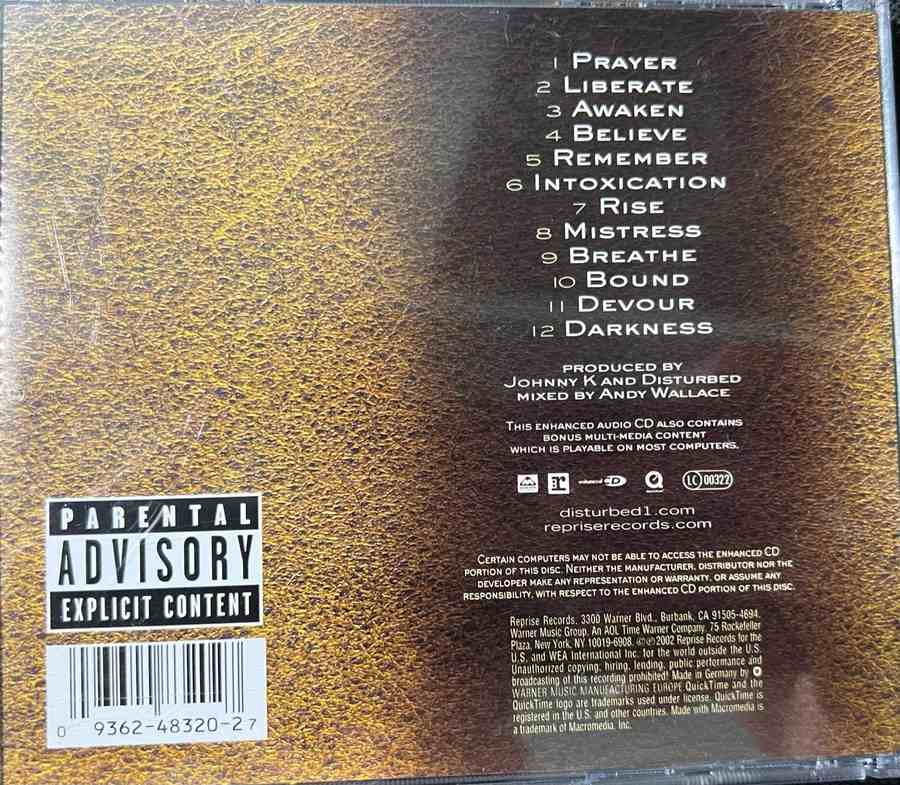 1 PRAYER
2 LIBERATE
3 AWAKEN
4 BELIEVE
5 REMEMBER
6 INTOXICATION
7 RISE
8 MISTRESS
9 BREATHE
10 BOUND
11 DEVOUR
12 DARKNESS
PRODUCED BY
JOHNNY K AND DISTURBED
MIXED BY ANDY WALLACE
THIS ENHANCED AUDIO CD ALSO CONTAINS
BONUS MULTI-MEDIA CONTENT
WHICH IS PLAYABLE ON MOST COMPUTERS.
enhanced CD
LC 00322
disturbed1.com
repriserecords.com
CERTAIN COMPUTERS MAY NOT BE ABLE TO ACCESS THE ENHANCED CD
PORTION OF THIS DISC. NEITHER THE MANUFACTURER, DISTRIBUTOR NOR THE
DEVELOPER MAKE ANY REPRESENTATION OR WARRANTY, OR ASSUME ANY
RESPONSIBILITY, WITH RESPECT TO THE ENHANCED CD PORTION OF THIS DISC.
Reprise Records, 3300 Warner Blvd., Burbank, CA 91505-4694.
Warner Music Group, An AOL Time Warner Company, 75 Rockefeller
Plaza, New York, NY 10019-6908. ©℗2002 Reprise Records for the
U.S. and WEA International Inc. for the world outside the U.S.
Unauthorized copying, hiring, lending, public performance and
broadcasting of this recording prohibited! Made in Germany by
WARNER MUSIC MANUFACTURING EUROPE QuickTime and the
QuickTime logo are trademarks used under license. QuickTime is
registered in the U.S. and other countries. Made with Macromedia is
a trademark of Macromedia, Inc.
PARENTAL
ADVISORY
EXPLICIT CONTENT
0 9362-48320-2 7